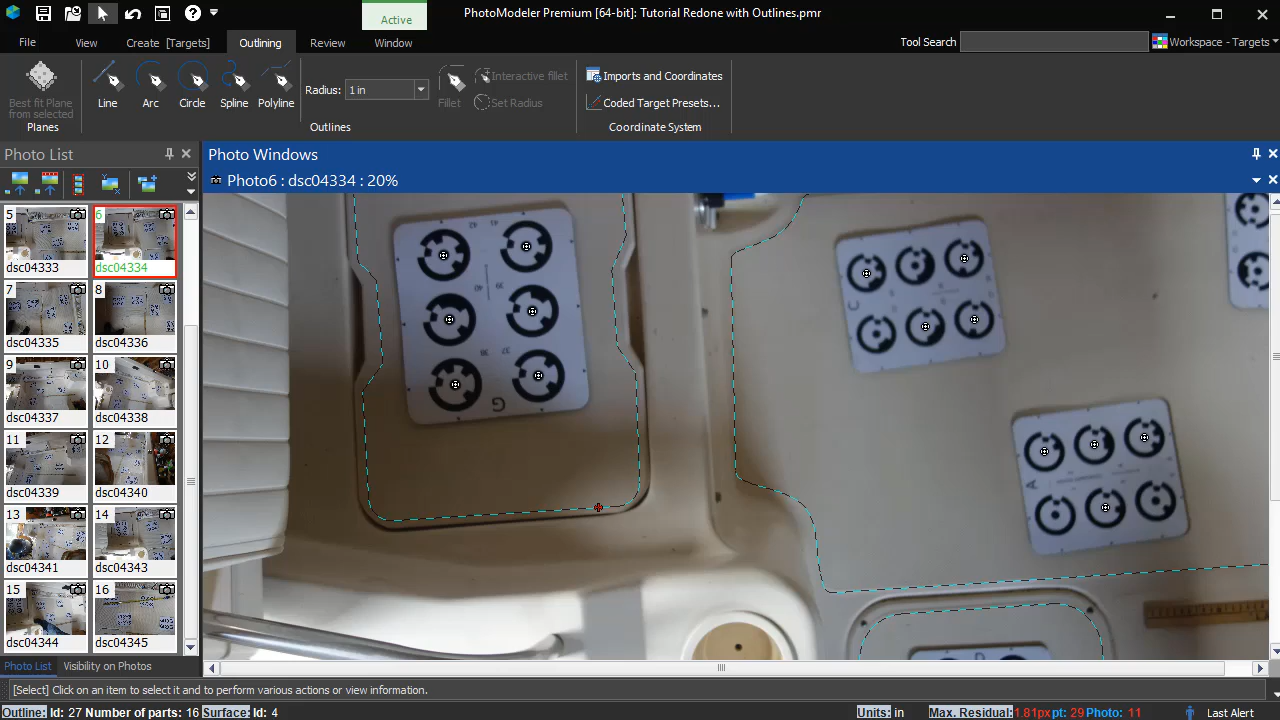 PhotoModeler Premium [64-bit]: Tutorial Redone with Outlines.pmr
Active
File View Create [Targets] Outlining Review Window
Tool Search
Workspace - Targets
Best fit Plane
from selected
Planes
Line Arc Circle Spline Polyline
Radius: 1 in
Fillet
Interactive fillet
Set Radius
Outlines
Imports and Coordinates
Coded Target Presets...
Coordinate System
Photo List
Photo Windows
Photo6 : dsc04334 : 20%
5 dsc04333
6 dsc04334
7 dsc04335
8 dsc04336
9 dsc04337
10 dsc04338
11 dsc04339
12 dsc04340
13 dsc04341
14 dsc04343
15 dsc04344
16 dsc04345
42 41
40 39
38 37
G
C
A
D
Photo List Visibility on Photos
[Select] Click on an item to select it and to perform various actions or view information.
Outline: Id: 27 Number of parts: 16 Surface: Id: 4
Units: in
Max. Residual: 1.81px pt: 29 Photo: 11
Last Alert